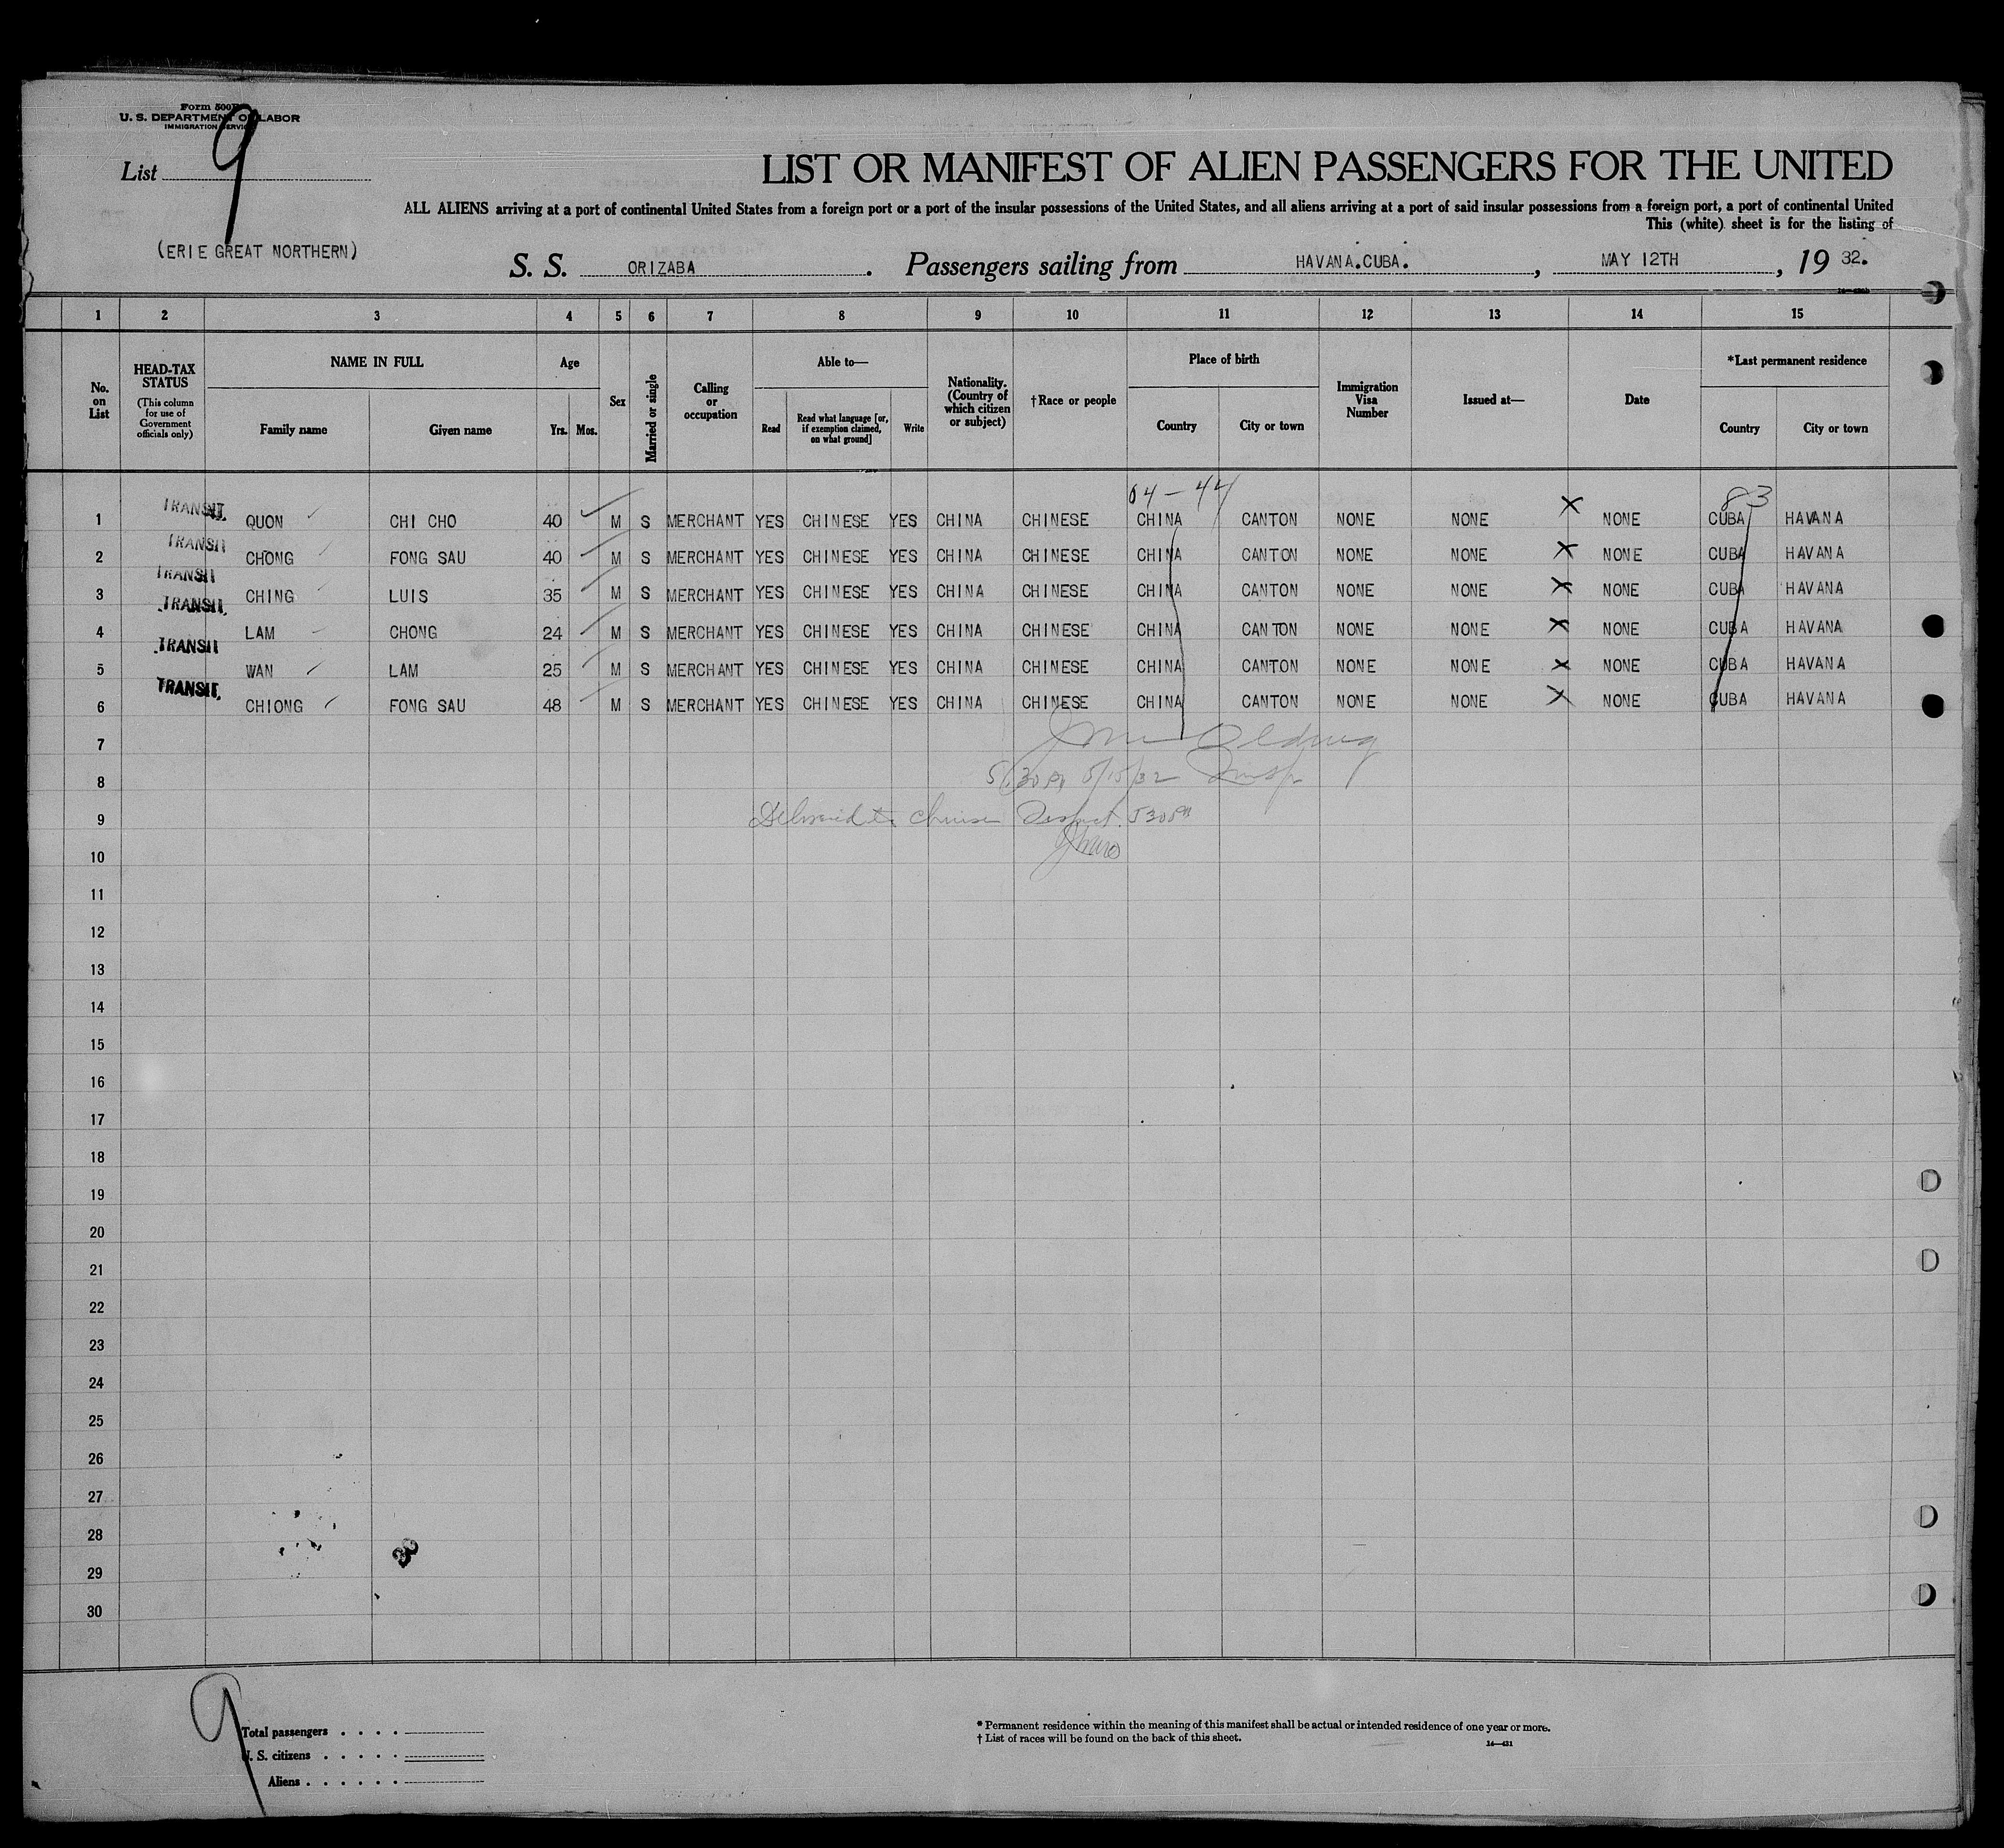 Form 500
U. S. DEPARTMENT OF LABOR
IMMIGRATION SERVICE
List 9
LIST OR MANIFEST OF ALIEN PASSENGERS FOR THE UNITED
ALL ALIENS arriving at a port of continental United States from a foreign port or a port of the insular possessions of the United States, and all aliens arriving at a port of said insular possessions from a foreign port, a port of continental United
This (white) sheet is for the listing of
(ERIE GREAT NORTHERN)
S. S. ORIZABA. Passengers sailing from HAVANA.CUBA. , MAY 12TH , 19 32.
1 2 3 4 5 6 7 8 9 10 11 12 13 14 15
No. on List
HEAD-TAX STATUS (This column for use of Government officials only)
NAME IN FULL
Family name Given name
Age
Yrs. Mos.
Sex
Married or single
Calling or occupation
Able to—
Read Read what language [or, if exemption claimed, on what ground] Write
Nationality. (Country of which citizen or subject)
†Race or people
Place of birth
Country City or town
Immigration Visa Number
Issued at—
Date
*Last permanent residence
Country City or town
64-44 83
1 TRANSIT. QUON CHI CHO 40 M S MERCHANT YES CHINESE YES CHINA CHINESE CHINA CANTON NONE NONE X NONE CUBA HAVANA
2 TRANSIT CHONG FONG SAU 40 M S MERCHANT YES CHINESE YES CHINA CHINESE CHINA CANTON NONE NONE X NONE CUBA HAVANA
3 TRANSIT CHING LUIS 35 M S MERCHANT YES CHINESE YES CHINA CHINESE CHINA CANTON NONE NONE X NONE CUBA HAVANA
4 TRANSIT. LAM CHONG 24 M S MERCHANT YES CHINESE YES CHINA CHINESE CHINA CANTON NONE NONE X NONE CUBA HAVANA
5 TRANSIT WAN LAM 25 M S MERCHANT YES CHINESE YES CHINA CHINESE CHINA CANTON NONE NONE X NONE CUBA HAVANA
6 TRANSIT. CHIONG FONG SAU 48 M S MERCHANT YES CHINESE YES CHINA CHINESE CHINA CANTON NONE NONE X NONE CUBA HAVANA
7
8 5/15/32
9
10
11
12
13
14
15
16
17
18
19
20
21
22
23
24
25
26
27
28
29
30
9
Total passengers . . . .
U. S. citizens . . . . .
Aliens . . . . . .
* Permanent residence within the meaning of this manifest shall be actual or intended residence of one year or more.
† List of races will be found on the back of this sheet.
14—431